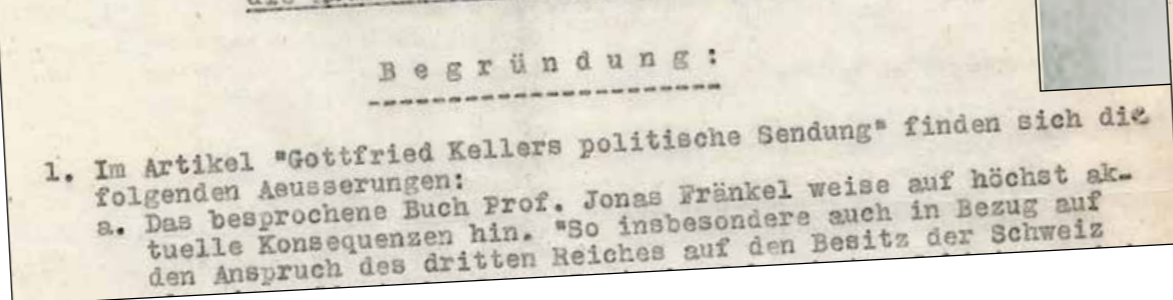 B e g r ü n d u n g :
1. Im Artikel "Gottfried Kellers politische Sendung" finden sich die
folgenden Aeusserungen:
a. Das besprochene Buch Prof. Jonas Fränkel weise auf höchst ak-
tuelle Konsequenzen hin. "So insbesondere auch in Bezug auf
den Anspruch des dritten Reiches auf den Besitz der Schweiz